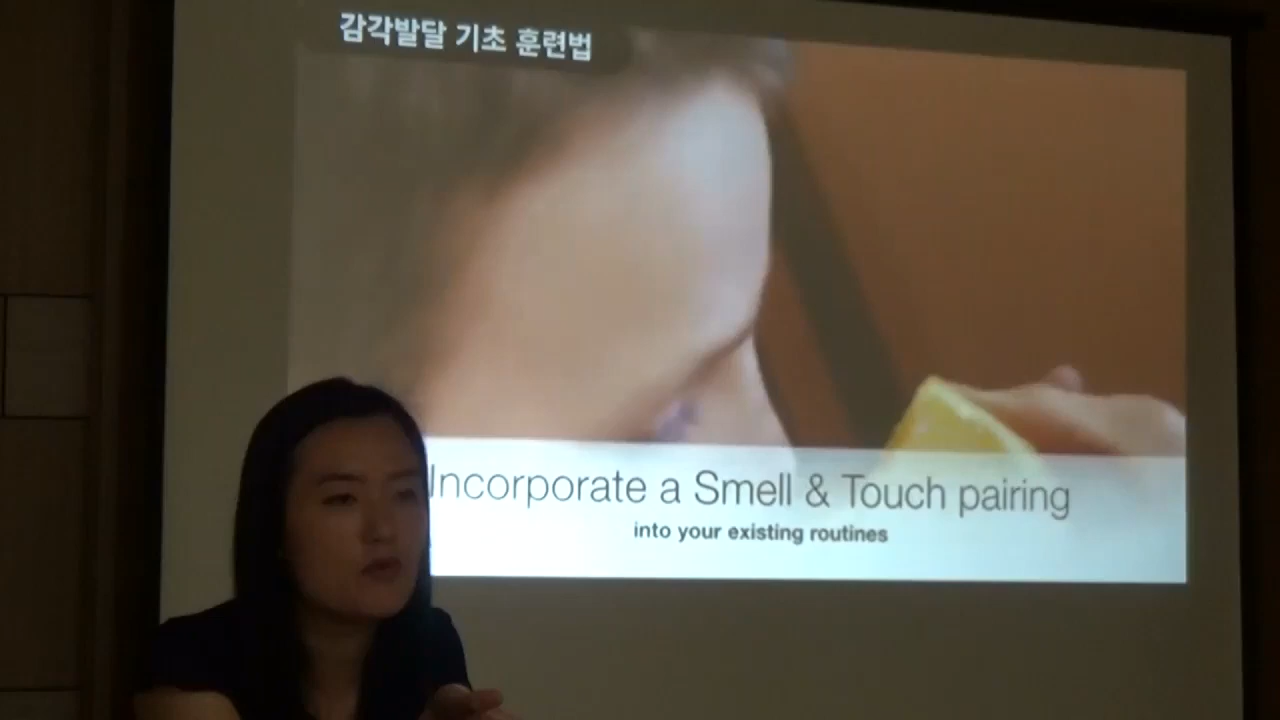 감각발달 기초 훈련법
Incorporate a Smell & Touch pairing
into your existing routines